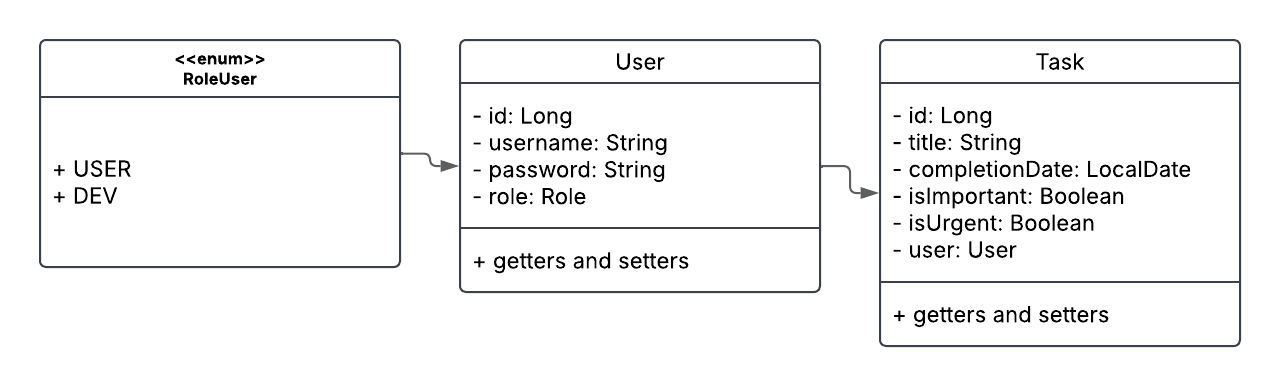 <<enum>>
RoleUser
+ USER
+ DEV
User
- id: Long
- username: String
- password: String
- role: Role
+ getters and setters
Task
- id: Long
- title: String
- completionDate: LocalDate
- isImportant: Boolean
- isUrgent: Boolean
- user: User
+ getters and setters